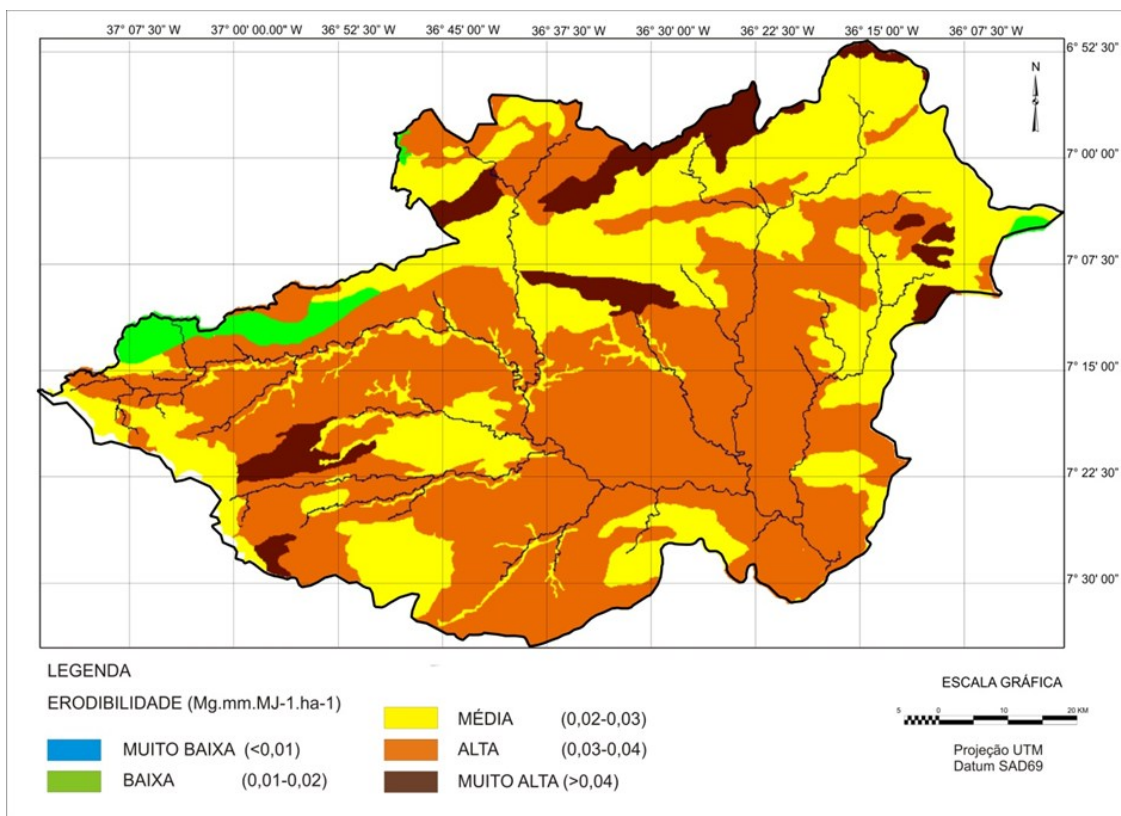 37° 07' 30" W 37° 00' 00.00" W 36° 52' 30" W 36° 45' 00" W 36° 37' 30" W 36° 30' 00" W 36° 22' 30" W 36° 15' 00" W 36° 07' 30" W
6° 52' 30"
N
7° 00' 00"
7° 07' 30"
7° 15' 00"
7° 22' 30"
7° 30' 00"
LEGENDA
ERODIBILIDADE (Mg.mm.MJ-1.ha-1)
MUITO BAIXA (<0,01)
BAIXA (0,01-0,02)
MÉDIA (0,02-0,03)
ALTA (0,03-0,04)
MUITO ALTA (>0,04)
ESCALA GRÁFICA
5 0 10 20 KM
Projeção UTM
Datum SAD69